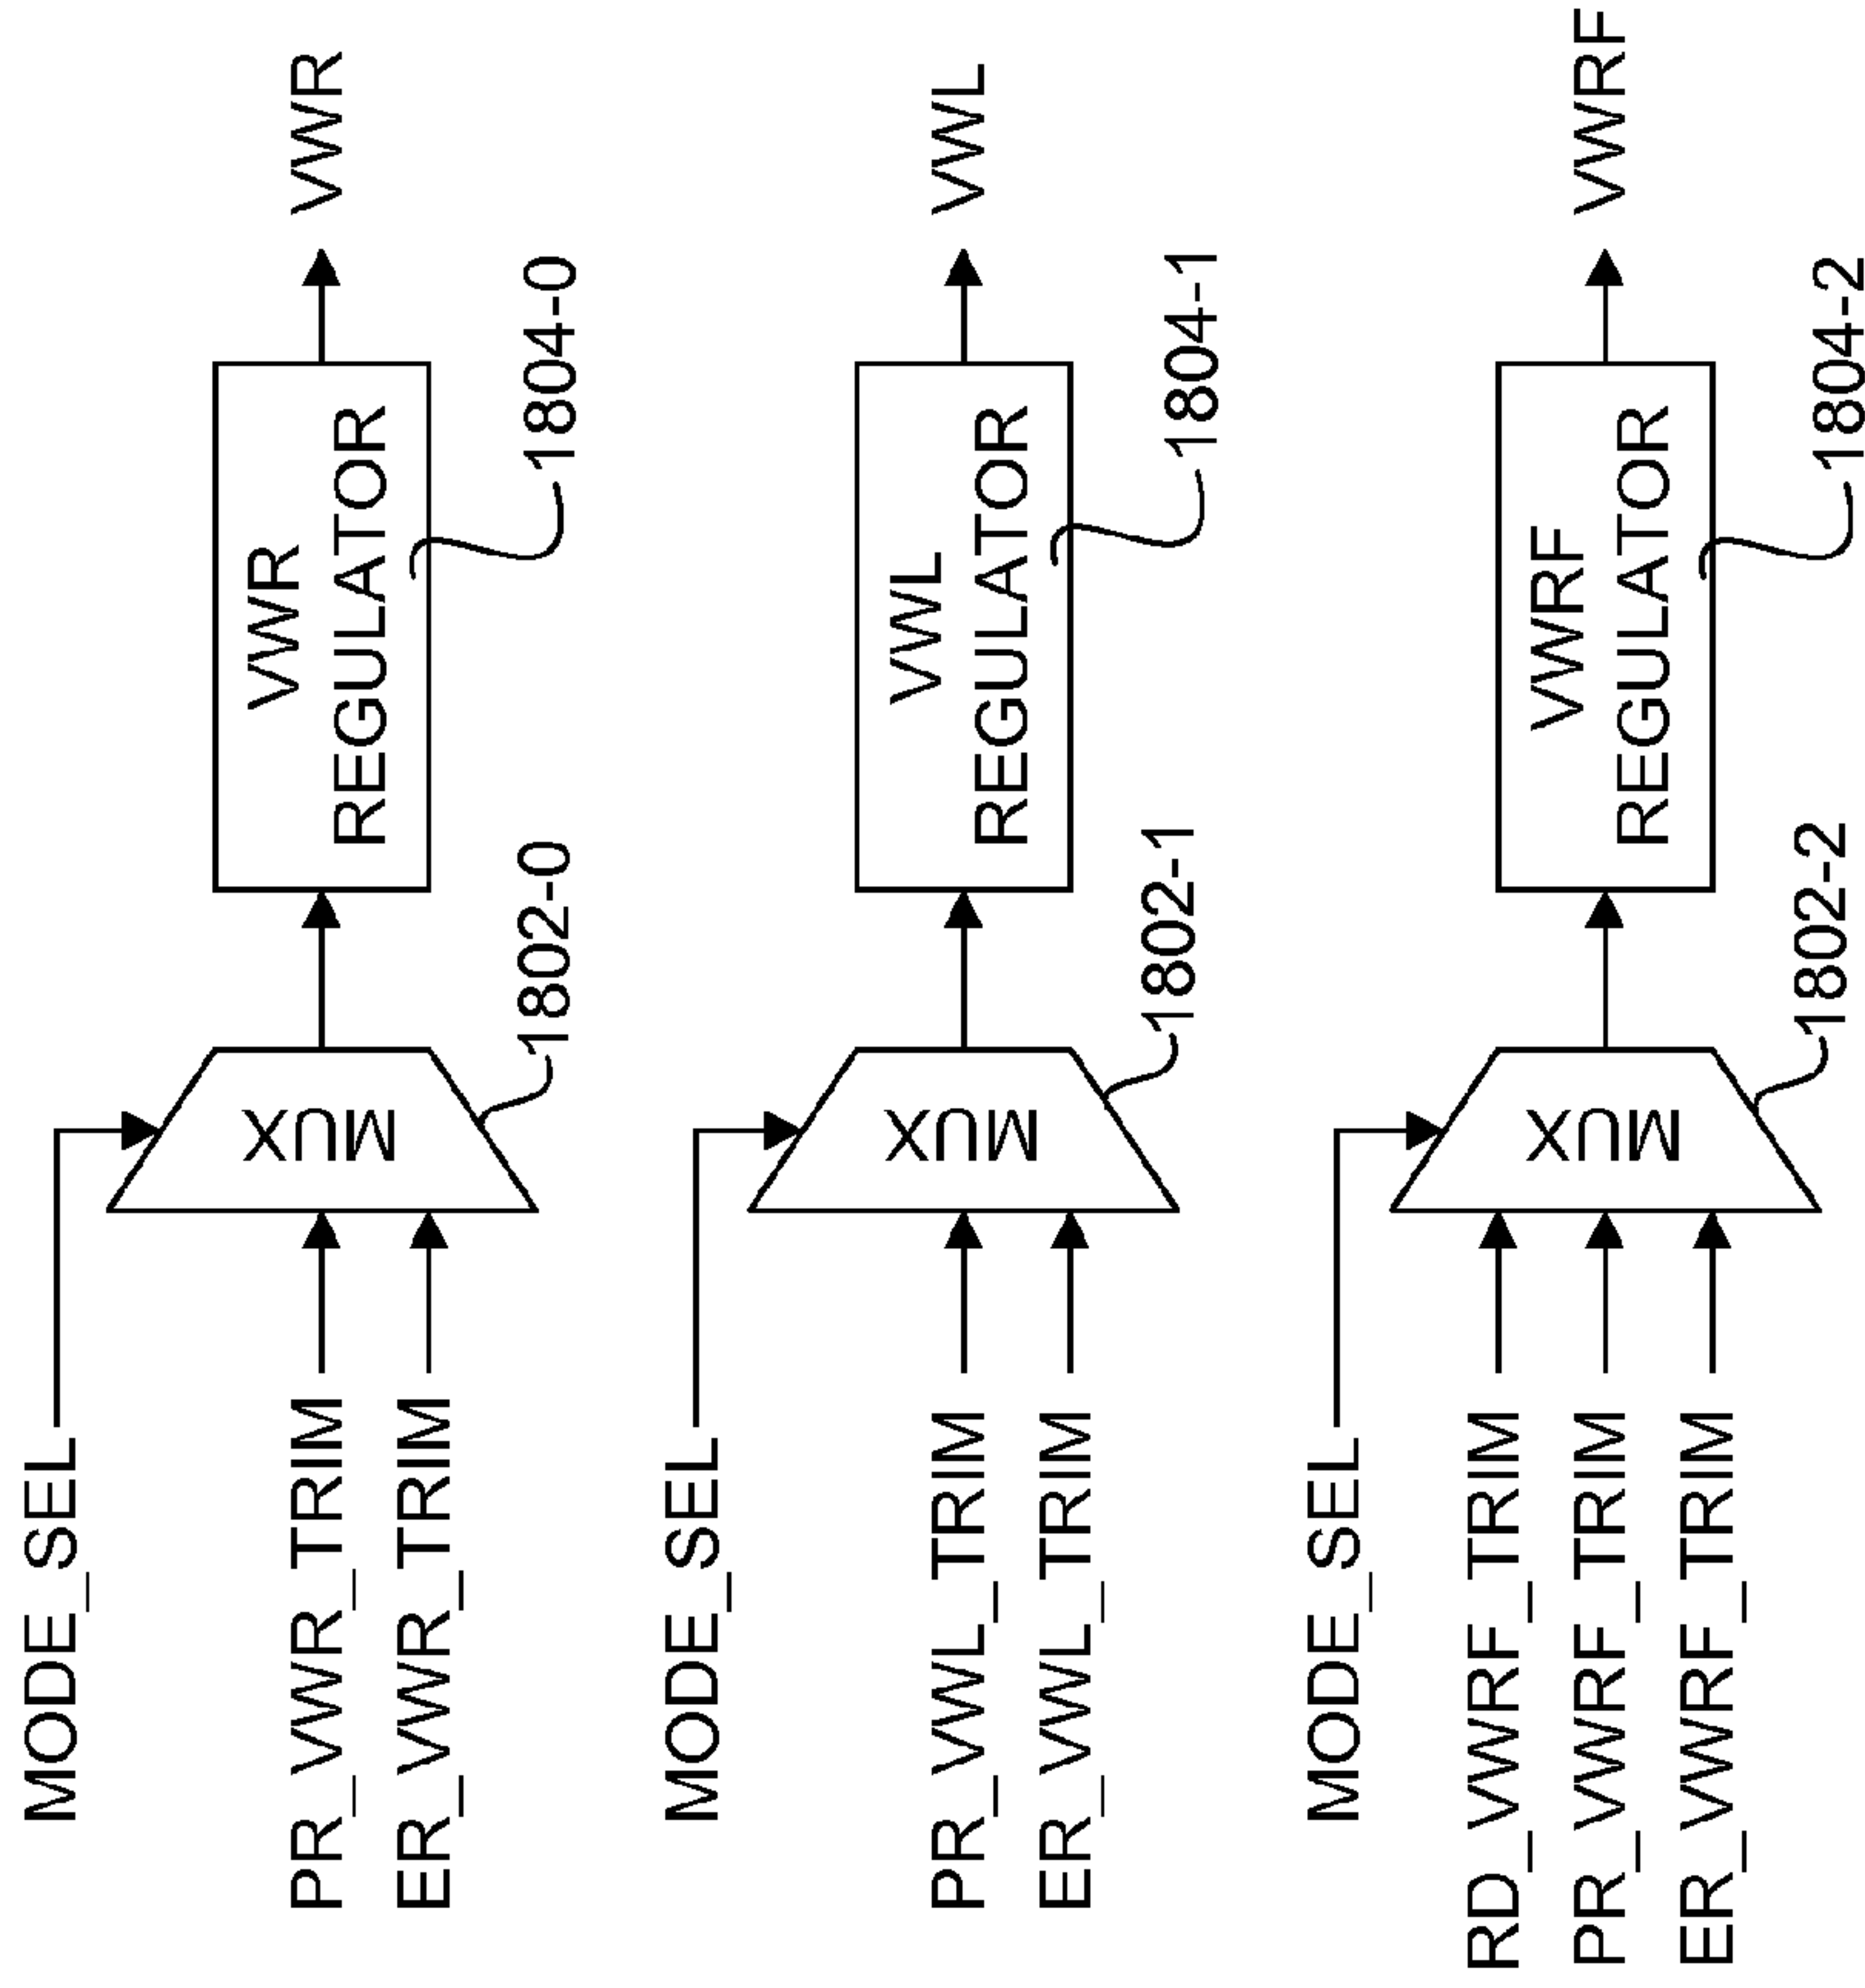 MODE_SEL
PR_VWR_TRIM
ER_VWR_TRIM
MUX
1802-0
VWR
REGULATOR
1804-0
VWR
MODE_SEL
PR_VWL_TRIM
ER_VWL_TRIM
MUX
1802-1
VWL
REGULATOR
1804-1
VWL
MODE_SEL
RD_VWRF_TRIM
PR_VWRF_TRIM
ER_VWRF_TRIM
MUX
1802-2
VWRF
REGULATOR
1804-2
VWRF